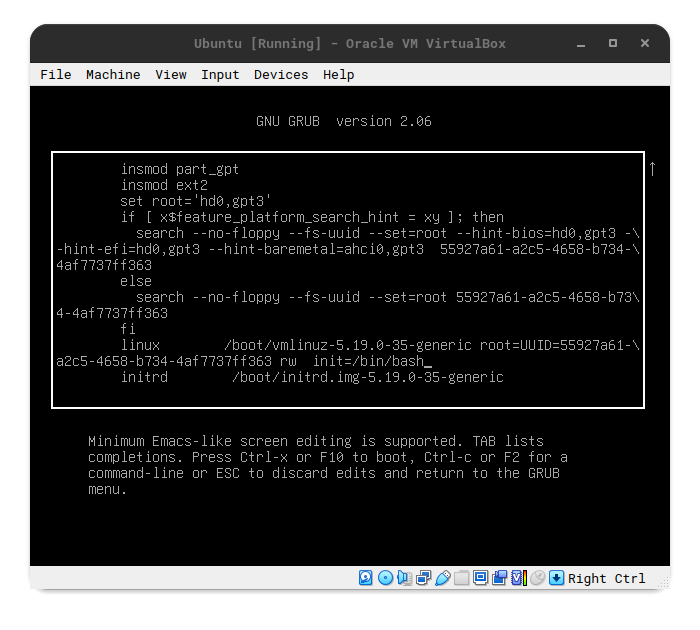 Ubuntu [Running] - Oracle VM VirtualBox
File Machine View Input Devices Help
GNU GRUB  version 2.06
insmod part_gpt
insmod ext2
set root='hd0,gpt3'
if [ x$feature_platform_search_hint = xy ]; then
search --no-floppy --fs-uuid --set=root --hint-bios=hd0,gpt3 -\
-hint-efi=hd0,gpt3 --hint-baremetal=ahci0,gpt3  55927a61-a2c5-4658-b734-\
4af7737ff363
else
search --no-floppy --fs-uuid --set=root 55927a61-a2c5-4658-b73\
4-4af7737ff363
fi
linux        /boot/vmlinuz-5.19.0-35-generic root=UUID=55927a61-\
a2c5-4658-b734-4af7737ff363 rw  init=/bin/bash_
initrd        /boot/initrd.img-5.19.0-35-generic
Minimum Emacs-like screen editing is supported. TAB lists
completions. Press Ctrl-x or F10 to boot, Ctrl-c or F2 for a
command-line or ESC to discard edits and return to the GRUB
menu.
Right Ctrl